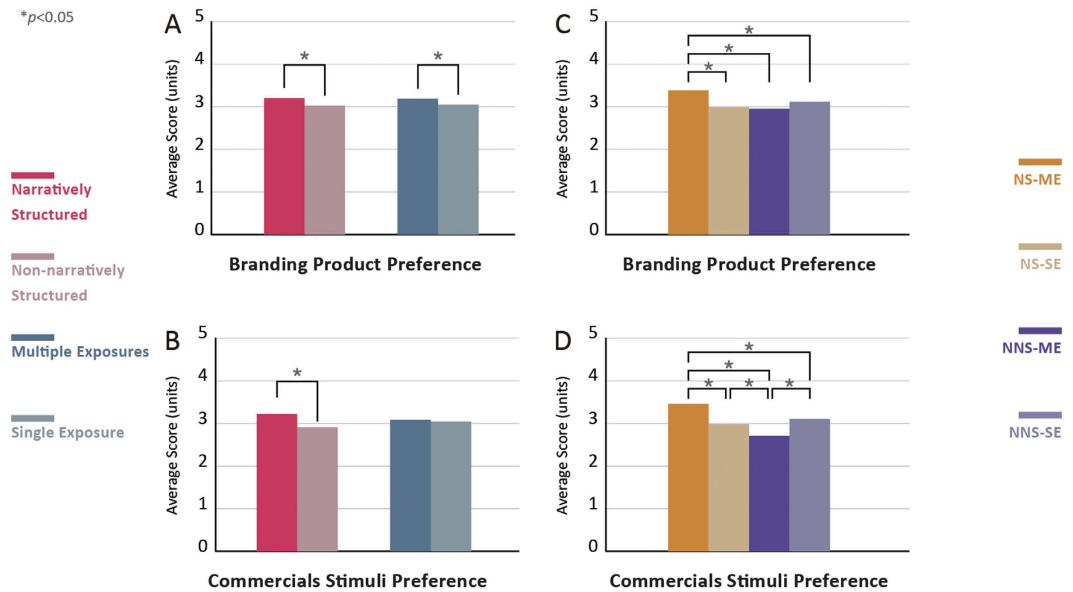 *p<0.05
A
*
*
5
4
3
2
1
0
Average Score (units)
Branding Product Preference
C
*
*
*
5
4
3
2
1
0
Average Score (units)
Branding Product Preference
Narratively
Structured
Non-narratively
Structured
Multiple Exposures
Single Exposure
B
*
5
4
3
2
1
0
Average Score (units)
Commercials Stimuli Preference
D
*
*
* * *
5
4
3
2
1
0
Average Score (units)
Commercials Stimuli Preference
NS-ME
NS-SE
NNS-ME
NNS-SE